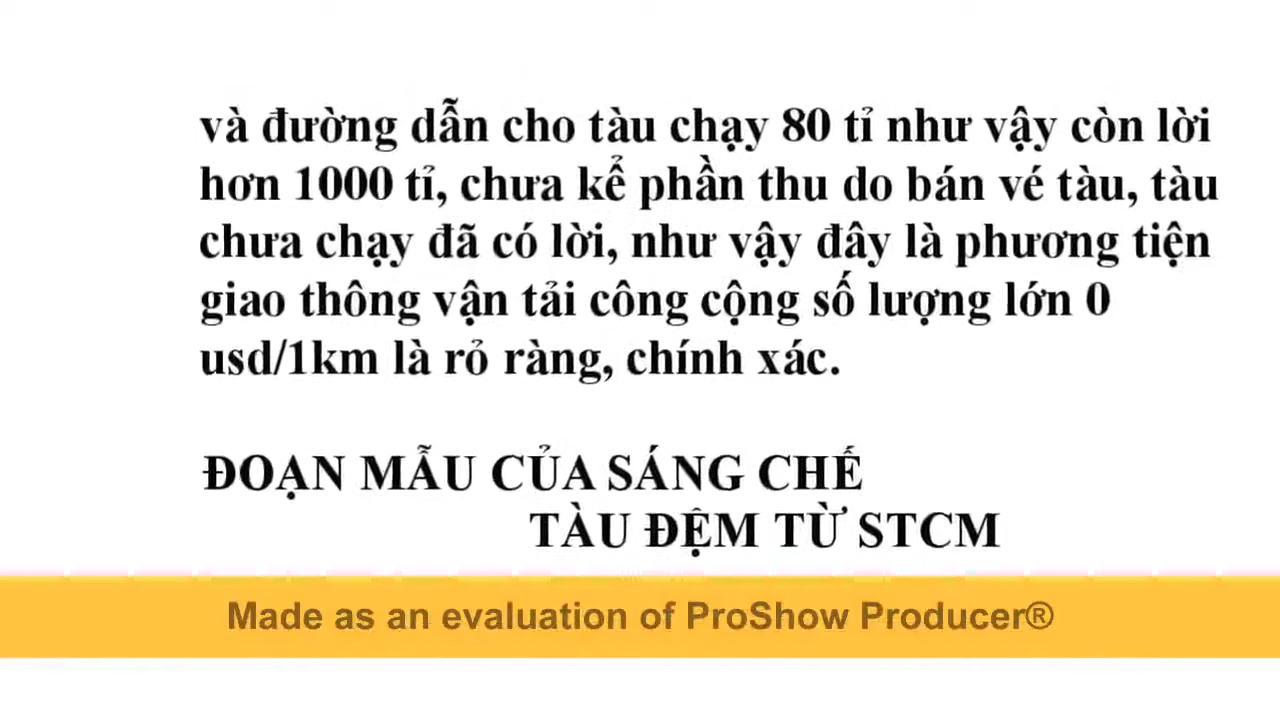 và đường dẫn cho tàu chạy 80 tỉ như vậy còn lời
hơn 1000 tỉ, chưa kể phần thu do bán vé tàu, tàu
chưa chạy đã có lời, như vậy đây là phương tiện
giao thông vận tải công cộng số lượng lớn 0
usd/1km là rỏ ràng, chính xác.
ĐOẠN MẪU CỦA SÁNG CHẾ
TÀU ĐỆM TỪ STCM
Made as an evaluation of ProShow Producer®